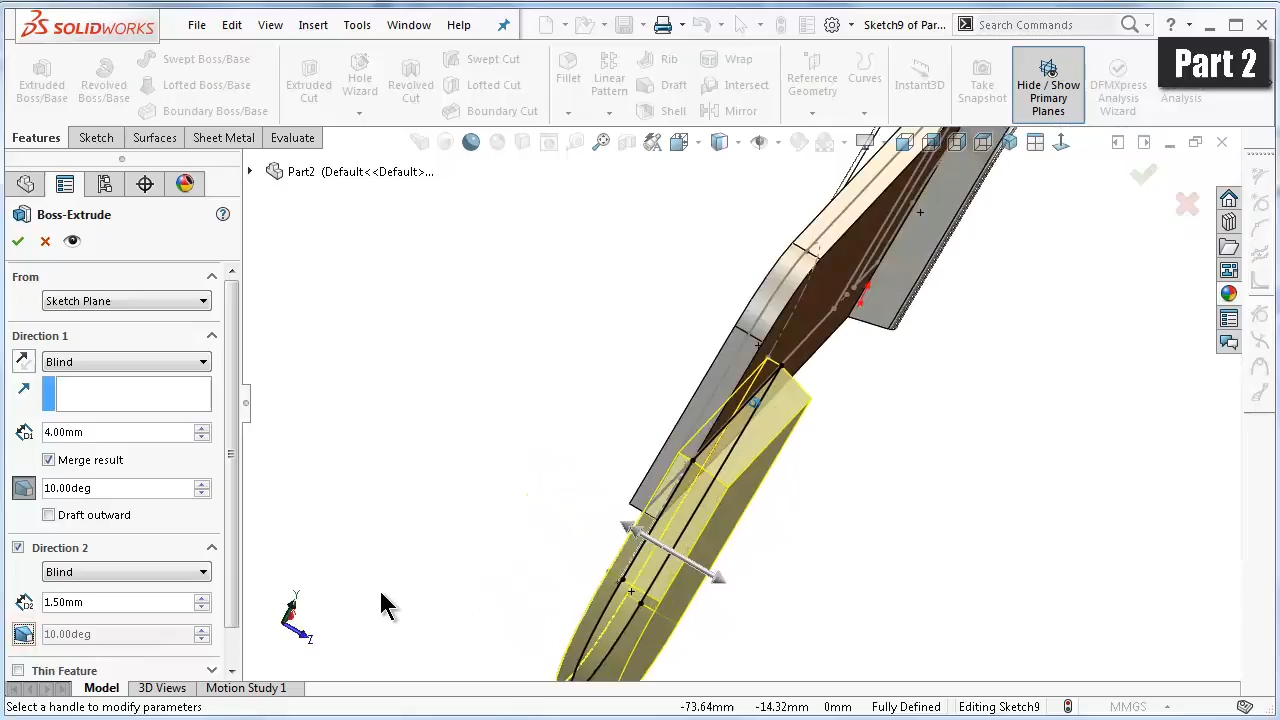 SOLIDWORKS
File Edit View Insert Tools Window Help
Sketch9 of Par...
Search Commands
?
Part 2
Extruded Boss/Base
Revolved Boss/Base
Swept Boss/Base
Lofted Boss/Base
Boundary Boss/Base
Extruded Cut
Hole Wizard
Revolved Cut
Swept Cut
Lofted Cut
Boundary Cut
Fillet
Linear Pattern
Rib
Draft
Shell
Wrap
Intersect
Mirror
Reference Geometry
Curves
Instant3D
Take Snapshot
Hide / Show Primary Planes
DFMXpress Analysis Wizard
Analysis
Features Sketch Surfaces Sheet Metal Evaluate
Part2 (Default<<Default>...
Boss-Extrude
?
From
Sketch Plane
Direction 1
Blind
D1
4.00mm
Merge result
10.00deg
Draft outward
Direction 2
Blind
D2
1.50mm
10.00deg
Thin Feature
Y
Z
Model 3D Views Motion Study 1
Select a handle to modify parameters
-73.64mm -14.32mm 0mm Fully Defined Editing Sketch9 MMGS